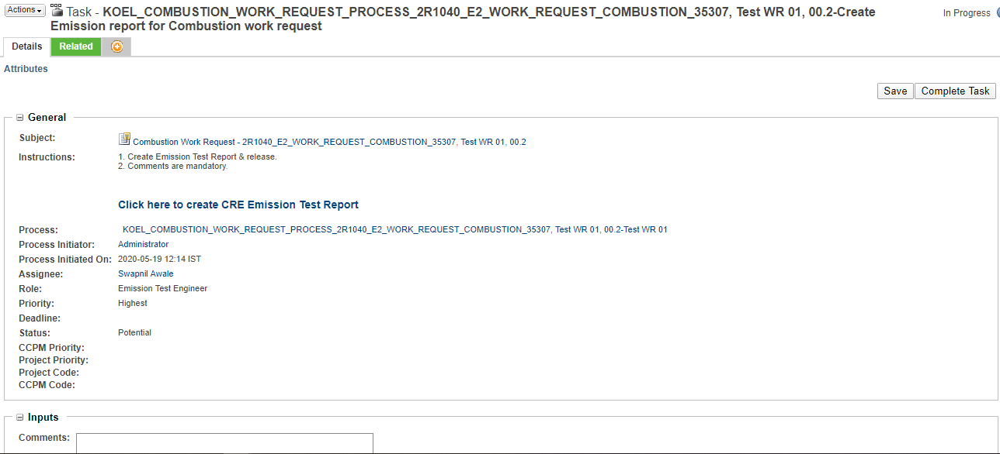 Actions
Task - KOEL_COMBUSTION_WORK_REQUEST_PROCESS_2R1040_E2_WORK_REQUEST_COMBUSTION_35307, Test WR 01, 00.2-Create
Emission report for Combustion work request
In Progress
Details
Related
Attributes
Save
Complete Task
General
Subject: Combustion Work Request - 2R1040_E2_WORK_REQUEST_COMBUSTION_35307, Test WR 01, 00.2
Instructions: 1. Create Emission Test Report & release.
2. Comments are mandatory.
Click here to create CRE Emission Test Report
Process: KOEL_COMBUSTION_WORK_REQUEST_PROCESS_2R1040_E2_WORK_REQUEST_COMBUSTION_35307, Test WR 01, 00.2-Test WR 01
Process Initiator: Administrator
Process Initiated On: 2020-05-19 12:14 IST
Assignee: Swapnil Awale
Role: Emission Test Engineer
Priority: Highest
Deadline:
Status: Potential
CCPM Priority:
Project Priority:
Project Code:
CCPM Code:
Inputs
Comments: